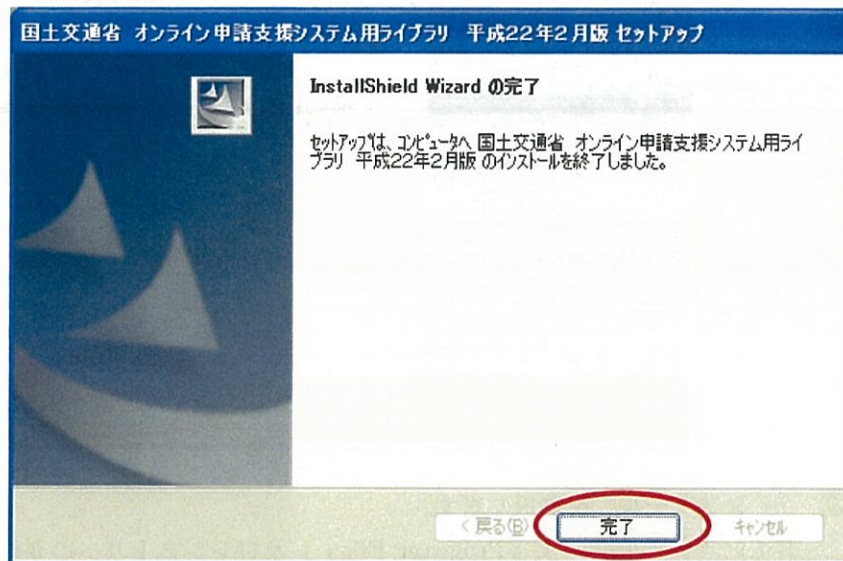 国土交通省 オンライン申請支援システム用ライブラリ 平成22年2月版 セットアップ
InstallShield Wizard の完了
セットアップは、コンピュータへ 国土交通省 オンライン申請支援システム用ライ
ブラリ 平成22年2月版 のインストールを終了しました。
< 戻る(B)
完了
キャンセル